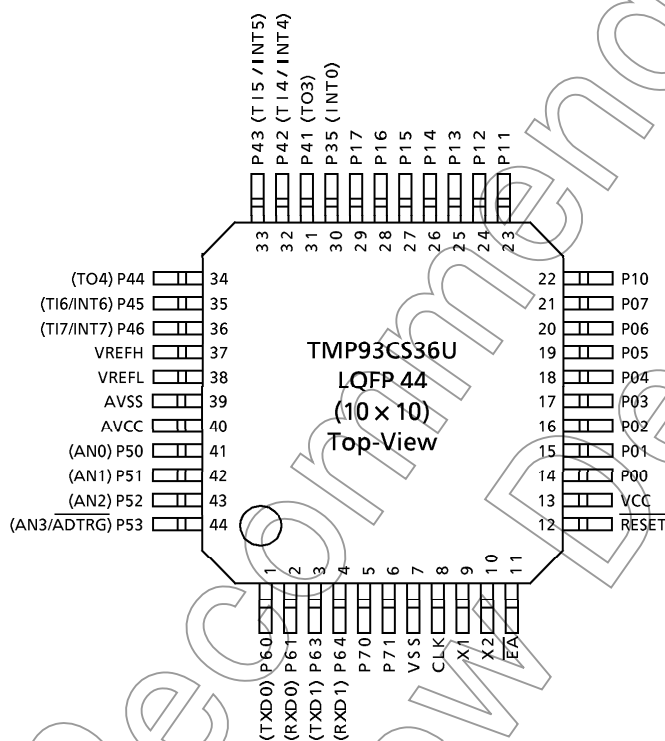 P43 (TI5/INT5)
P42 (TI4/INT4)
P41 (TO3)
P35 (INT0)
P17
P16
P15
P14
P13
P12
P11
33 32 31 30 29 28 27 26 25 24 23
(TO4) P44 34
(TI6/INT6) P45 35
(TI7/INT7) P46 36
VREFH 37
VREFL 38
AVSS 39
AVCC 40
(AN0) P50 41
(AN1) P51 42
(AN2) P52 43
(AN3/ADTRG) P53 44
TMP93CS36U
LQFP 44
(10 × 10)
Top-View
22 P10
21 P07
20 P06
19 P05
18 P04
17 P03
16 P02
15 P01
14 P00
13 VCC
12 RESET
1 2 3 4 5 6 7 8 9 10 11
(TXD0) P60
(RXD0) P61
(TXD1) P63
(RXD1) P64
P70
P71
VSS
CLK
X1
X2
EA